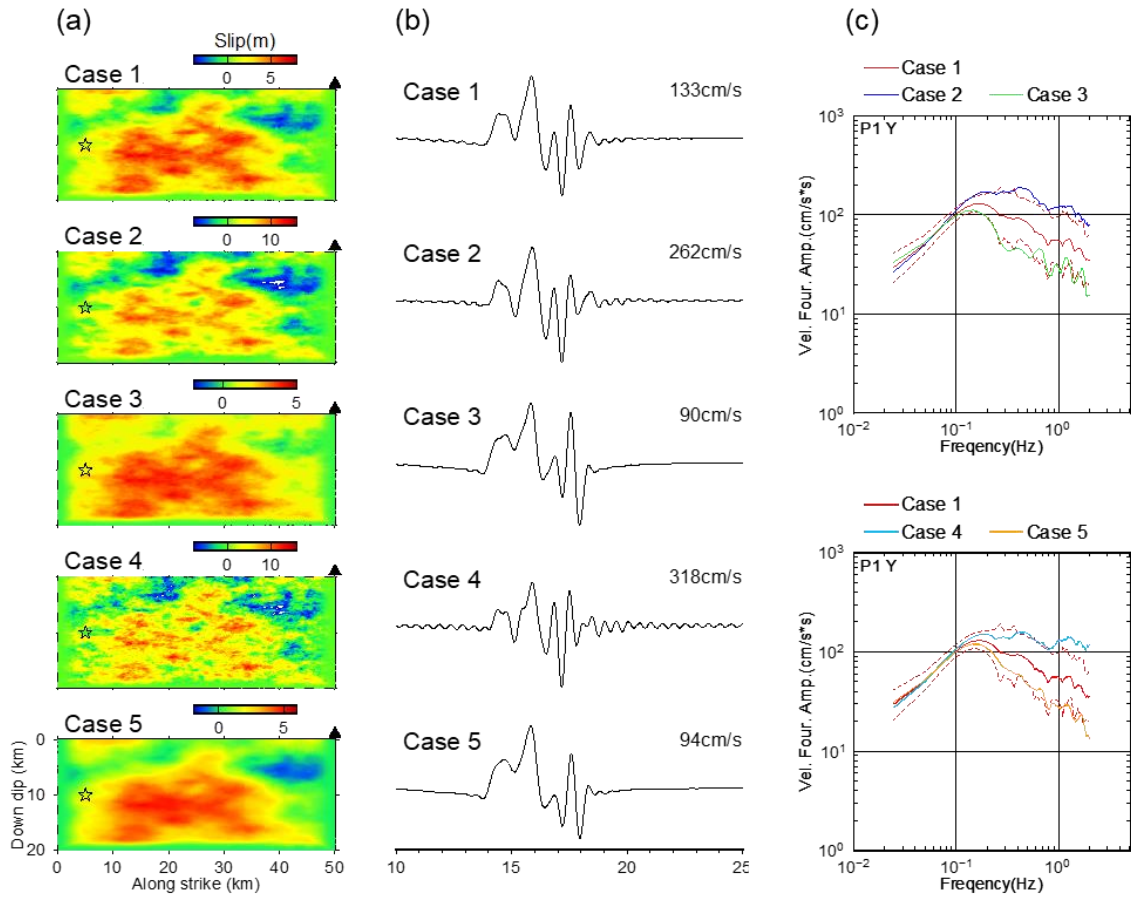 (a)
Slip(m)
0 5
Case 1
0 10
Case 2
0 5
Case 3
0 10
Case 4
0 5
Case 5
Down dip (km)
0
10
20
0 10 20 30 40 50
Along strike (km)
(b)
Case 1 133cm/s
Case 2 262cm/s
Case 3 90cm/s
Case 4 318cm/s
Case 5 94cm/s
10 15 20 25
(c)
Case 1
Case 2 Case 3
Vel. Four. Amp.(cm/s*s)
P1 Y
10³
10²
10¹
10⁰
10⁻² 10⁻¹ 10⁰
Freqency(Hz)
Case 1
Case 4 Case 5
Vel. Four. Amp.(cm/s*s)
P1 Y
10³
10²
10¹
10⁰
10⁻² 10⁻¹ 10⁰
Freqency(Hz)